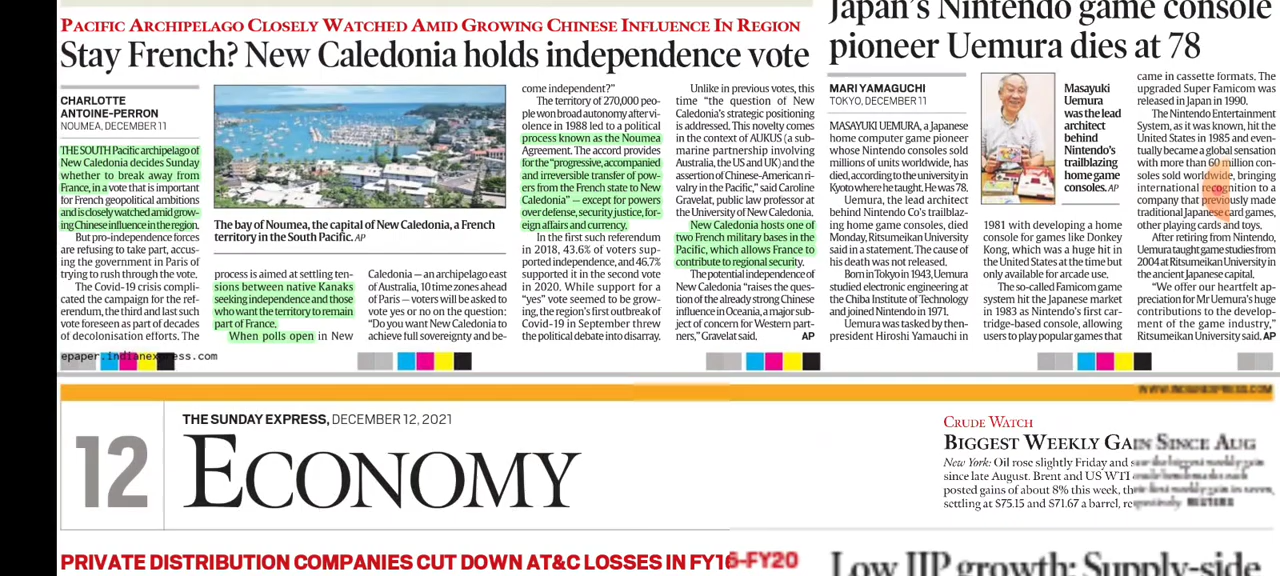 PACIFIC ARCHIPELAGO CLOSELY WATCHED AMID GROWING CHINESE INFLUENCE IN REGION
Stay French? New Caledonia holds independence vote
CHARLOTTE
ANTOINE-PERRON
NOUMEA, DECEMBER 11
THE SOUTH Pacific archipelago of
New Caledonia decides Sunday
whether to break away from
France, in a vote that is important
for French geopolitical ambitions
and is closely watched amid grow-
ing Chinese influence in the region.
But pro-independence forces
are refusing to take part, accus-
ing the government in Paris of
trying to rush through the vote.
The Covid-19 crisis compli-
cated the campaign for the ref-
erendum, the third and last such
vote foreseen as part of decades
of decolonisation efforts. The
The bay of Noumea, the capital of New Caledonia, a French
territory in the South Pacific. AP
process is aimed at settling ten-
sions between native Kanaks
seeking independence and those
who want the territory to remain
part of France.
When polls open in New
Caledonia — an archipelago east
of Australia, 10 time zones ahead
of Paris — voters will be asked to
vote yes or no on the question:
“Do you want New Caledonia to
achieve full sovereignty and be-
come independent?”
The territory of 270,000 peo-
ple won broad autonomy after vi-
olence in 1988 led to a political
process known as the Noumea
Agreement. The accord provides
for the “progressive, accompanied
and irreversible transfer of pow-
ers from the French state to New
Caledonia” — except for powers
over defense, security, justice, for-
eign affairs and currency.
In the first such referendum
in 2018, 43.6% of voters sup-
ported independence, and 46.7%
supported it in the second vote
in 2020. While support for a
“yes” vote seemed to be grow-
ing, the region's first outbreak of
Covid-19 in September threw
the political debate into disarray.
Unlike in previous votes, this
time “the question of New
Caledonia's strategic positioning
is addressed. This novelty comes
in the context of AUKUS (a sub-
marine partnership involving
Australia, the US and UK) and the
assertion of Chinese-American ri-
valry in the Pacific,” said Caroline
Gravelat, public law professor at
the University of New Caledonia.
New Caledonia hosts one of
two French military bases in the
Pacific, which allows France to
contribute to regional security.
The potential independence of
New Caledonia “raises the ques-
tion of the already strong Chinese
influence in Oceania, a major sub-
ject of concern for Western part-
ners,” Gravelat said. AP
Japan's Nintendo game console
pioneer Uemura dies at 78
MARI YAMAGUCHI
TOKYO, DECEMBER 11
MASAYUKI UEMURA, a Japanese
home computer game pioneer
whose Nintendo consoles sold
millions of units worldwide, has
died, according to the university in
Kyoto where he taught. He was 78.
Uemura, the lead architect
behind Nintendo Co's trailblaz-
ing home game consoles, died
Monday, Ritsumeikan University
said in a statement. The cause of
his death was not released.
Born in Tokyo in 1943, Uemura
studied electronic engineering at
the Chiba Institute of Technology
and joined Nintendo in 1971.
Uemura was tasked by then-
president Hiroshi Yamauchi in
Masayuki
Uemura
was the lead
architect
behind
Nintendo's
trailblazing
home game
consoles. AP
1981 with developing a home
console for games like Donkey
Kong, which was a huge hit in
the United States at the time but
only available for arcade use.
The so-called Famicom game
system hit the Japanese market
in 1983 as Nintendo's first car-
tridge-based console, allowing
users to play popular games that
came in cassette formats. The
upgraded Super Famicom was
released in Japan in 1990.
The Nintendo Entertainment
System, as it was known, hit the
United States in 1985 and even-
tually became a global sensation
with more than 60 million con-
soles sold worldwide, bringing
international recognition to a
company that previously made
traditional Japanese card games,
other playing cards and toys.
After retiring from Nintendo,
Uemura taught game studies from
2004 at Ritsumeikan University in
the ancient Japanese capital.
“We offer our heartfelt ap-
preciation for Mr Uemura's huge
contributions to the develop-
ment of the game industry,”
Ritsumeikan University said. AP
epaper.indianexpress.com
WWW.INDIANEXPRESS.COM
12
THE SUNDAY EXPRESS, DECEMBER 12, 2021
ECONOMY
CRUDE WATCH
BIGGEST WEEKLY GAIN SINCE AUG
New York: Oil rose slightly Friday and saw the biggest weekly gain
since late August. Brent and US WTI crude benchmarks each
posted gains of about 8% this week, their first weekly gain in seven,
settling at $75.15 and $71.67 a barrel, respectively. REUTERS
PRIVATE DISTRIBUTION COMPANIES CUT DOWN AT&C LOSSES IN FY16-FY20
Low IIP growth: Supply-side